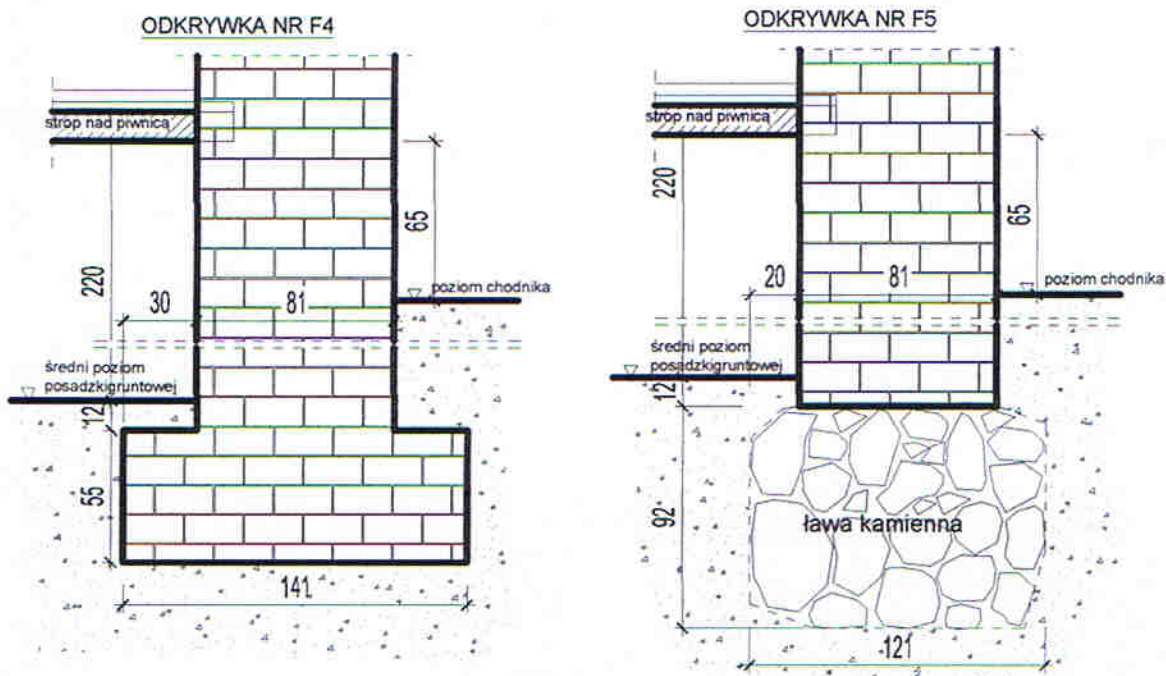 ODKRYWKA NR F4
strop nad piwnicą
65
220
poziom chodnika
30
81
średni poziom
posadzkigruntowej
12
55
141
ODKRYWKA NR F5
strop nad piwnicą
220
65
20
81
poziom chodnika
średni poziom
posadzkigruntowej
12
92
ława kamienna
121